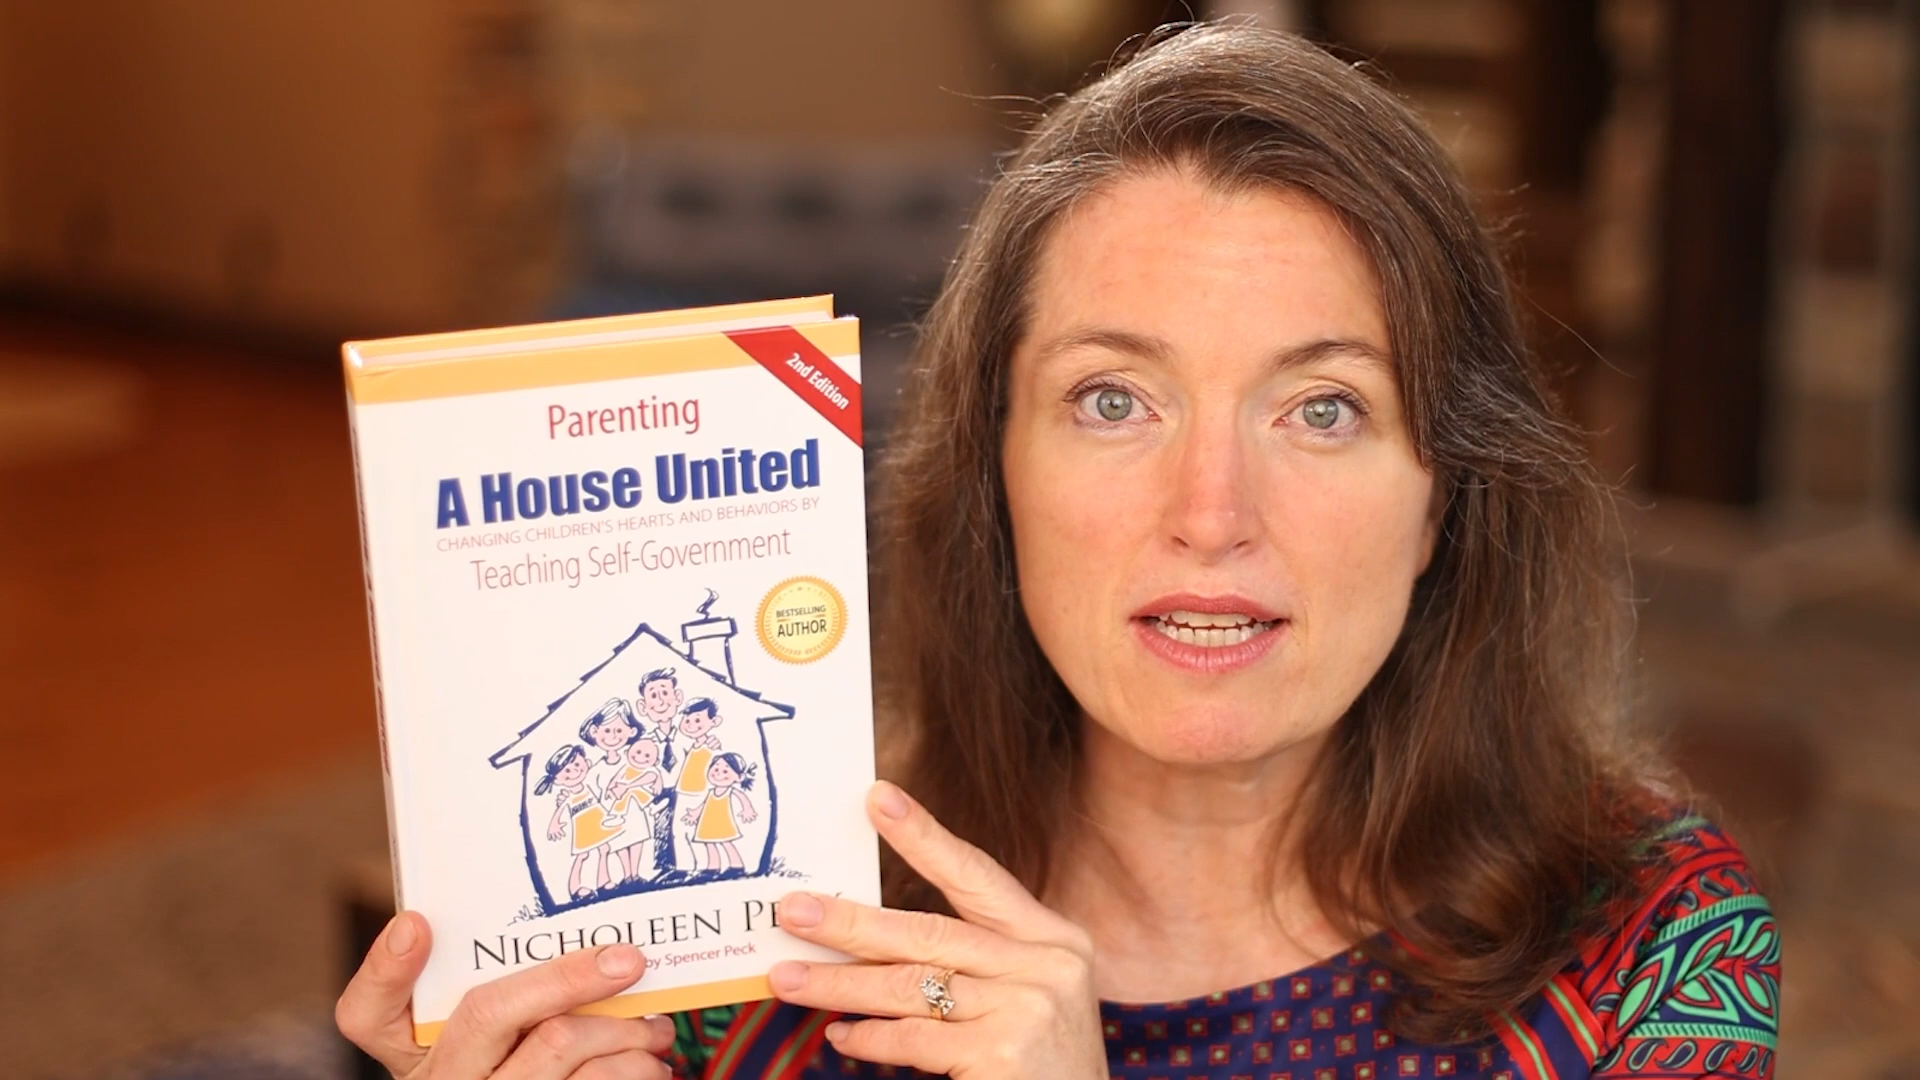 2nd Edition
Parenting
A House United
CHANGING CHILDREN'S HEARTS AND BEHAVIORS BY
Teaching Self-Government
BESTSELLING
AUTHOR
NICHOLEEN
by Spencer Peck